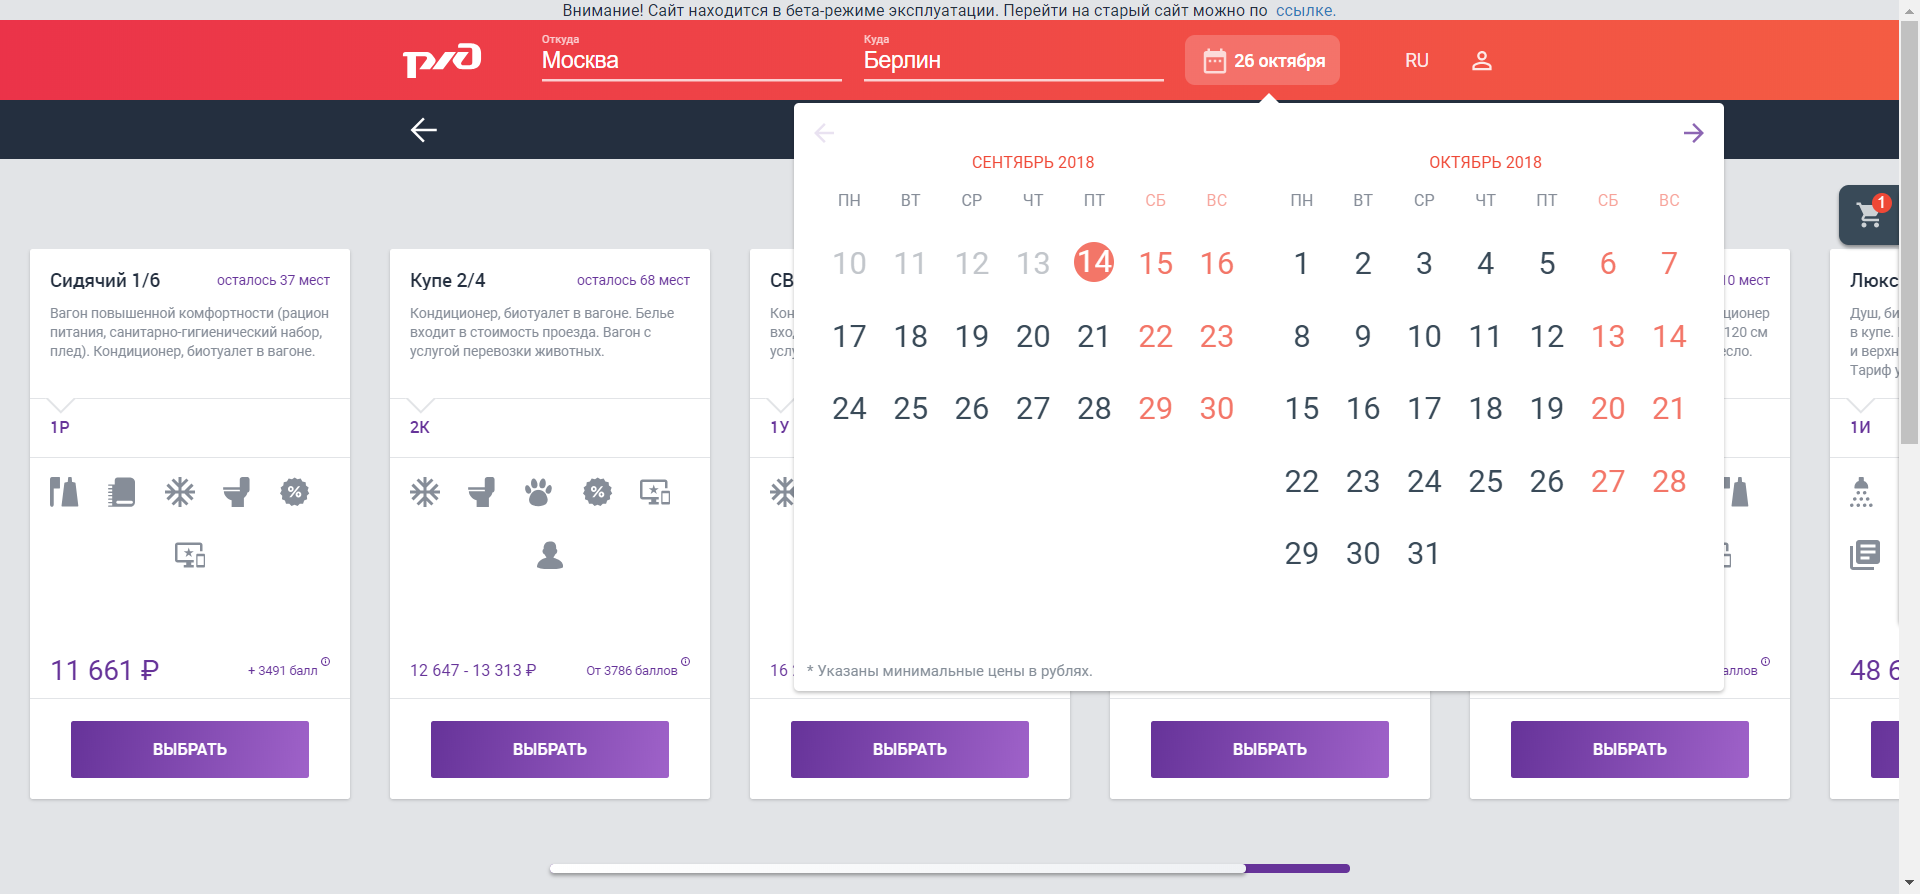 Внимание! Сайт находится в бета-режиме эксплуатации. Перейти на старый сайт можно по ссылке.
ржд
Откуда
Москва
Куда
Берлин
26 октября
RU
СЕНТЯБРЬ 2018
ПН ВТ СР ЧТ ПТ СБ ВС
10 11 12 13 14 15 16
17 18 19 20 21 22 23
24 25 26 27 28 29 30
ОКТЯБРЬ 2018
ПН ВТ СР ЧТ ПТ СБ ВС
1 2 3 4 5 6 7
8 9 10 11 12 13 14
15 16 17 18 19 20 21
22 23 24 25 26 27 28
29 30 31
* Указаны минимальные цены в рублях.
1
Сидячий 1/6
осталось 37 мест
Вагон повышенной комфортности (рацион
питания, санитарно-гигиенический набор,
плед). Кондиционер, биотуалет в вагоне.
1Р
%
11 661 ₽
+ 3491 балл
ВЫБРАТЬ
Купе 2/4
осталось 68 мест
Кондиционер, биотуалет в вагоне. Белье
входит в стоимость проезда. Вагон с
услугой перевозки животных.
2К
%
12 647 - 13 313 ₽
От 3786 баллов
ВЫБРАТЬ
СВ
1У
16
ВЫБРАТЬ
ВЫБРАТЬ
10 мест
120 см
ВЫБРАТЬ
Люкс
Душ,
в купе.
Тариф
1И
48 6